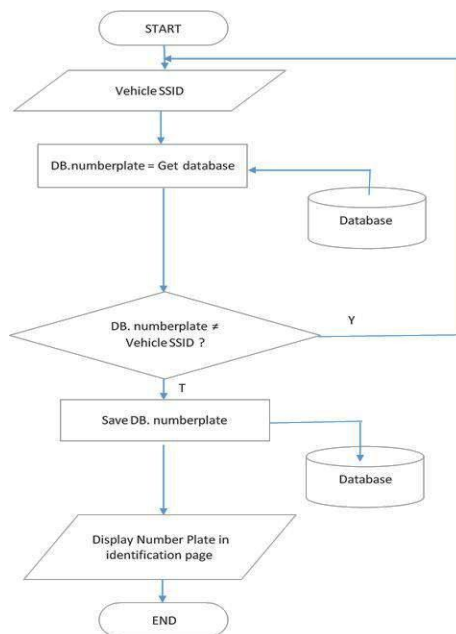 START
Vehicle SSID
DB.numberplate = Get database
Database
DB. numberplate ≠
Vehicle SSID ?
Y
T
Save DB. numberplate
Database
Display Number Plate in
identification page
END